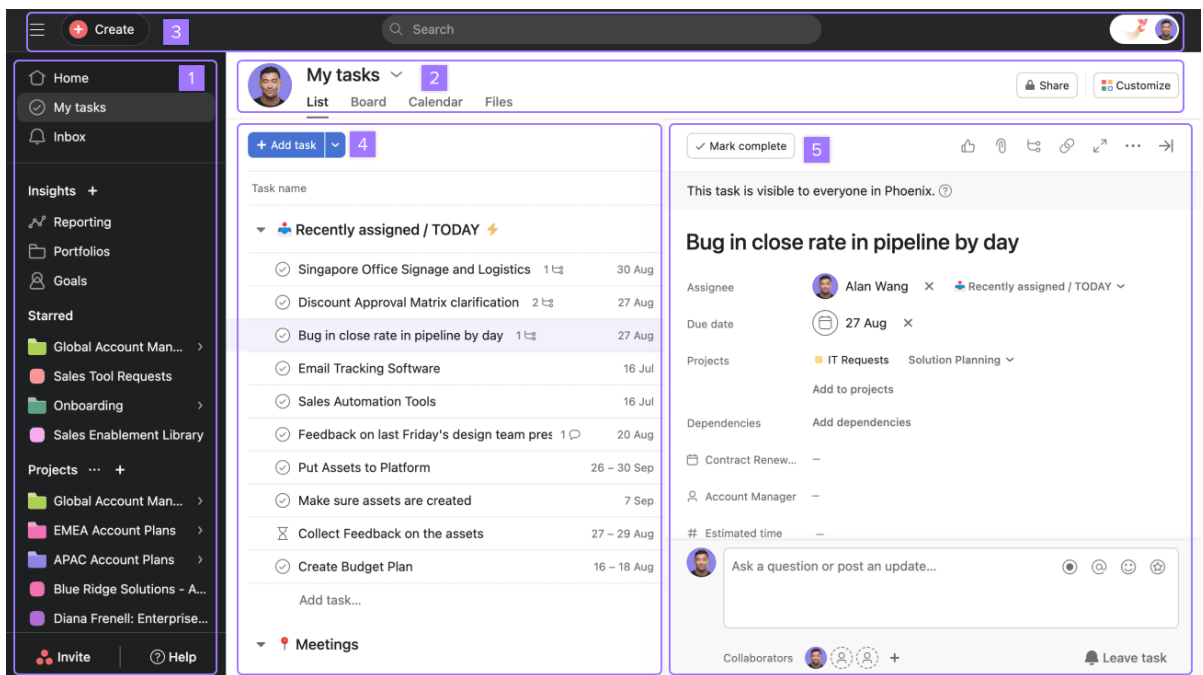 Create
3
Search
Home
1
My tasks
Inbox
Insights +
Reporting
Portfolios
Goals
Starred
Global Account Man...
Sales Tool Requests
Onboarding
Sales Enablement Library
Projects ... +
Global Account Man...
EMEA Account Plans
APAC Account Plans
Blue Ridge Solutions - A...
Diana Frenell: Enterprise...
Invite
Help
My tasks
2
List Board Calendar Files
Share
Customize
+ Add task
4
Task name
Recently assigned / TODAY
Singapore Office Signage and Logistics 1 30 Aug
Discount Approval Matrix clarification 2 27 Aug
Bug in close rate in pipeline by day 1 27 Aug
Email Tracking Software 16 Jul
Sales Automation Tools 16 Jul
Feedback on last Friday's design team pres 1 20 Aug
Put Assets to Platform 26 – 30 Sep
Make sure assets are created 7 Sep
Collect Feedback on the assets 27 – 29 Aug
Create Budget Plan 16 – 18 Aug
Add task...
Meetings
Mark complete
5
This task is visible to everyone in Phoenix.
Bug in close rate in pipeline by day
Assignee Alan Wang × Recently assigned / TODAY
Due date 27 Aug ×
Projects IT Requests Solution Planning
Add to projects
Dependencies Add dependencies
Contract Renew... –
Account Manager –
# Estimated time –
Ask a question or post an update...
Collaborators +
Leave task